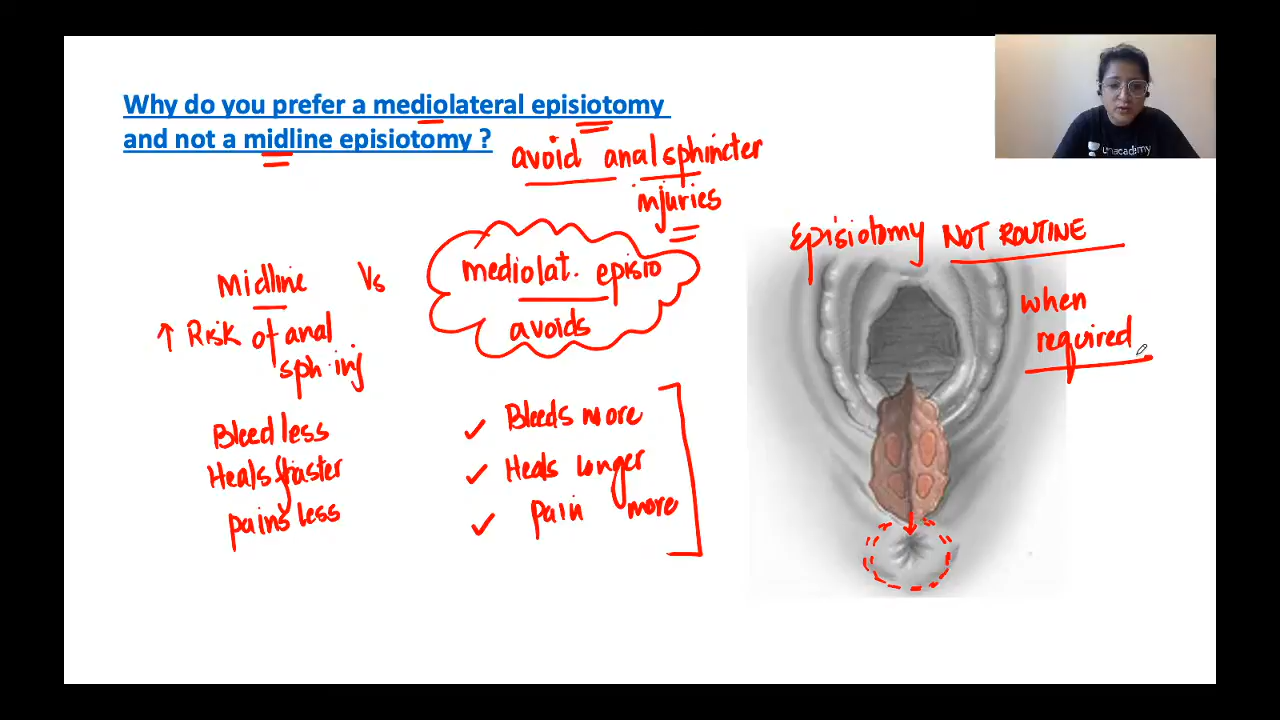 Why do you prefer a mediolateral episiotomy
and not a midline episiotomy ?
avoid anal sphincter
injuries
Episiotomy NOT ROUTINE
when
required
Midline Vs mediolat. episio
avoids
↑ Risk of anal
sph. inj
Bleed less
Heals faster
pains less
✓ Bleeds more
✓ Heals longer
✓ pain more
unacademy